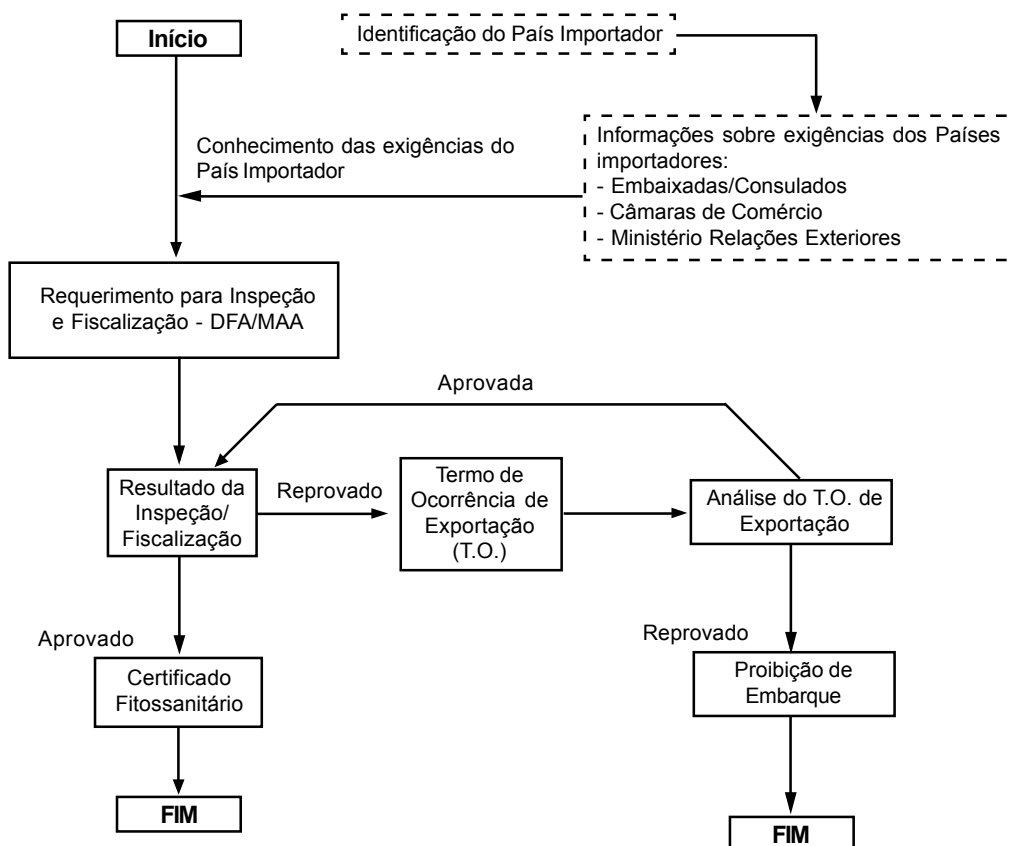 Início
Identificação do País Importador
Conhecimento das exigências do
País Importador
Informações sobre exigências dos Países
importadores:
- Embaixadas/Consulados
- Câmaras de Comércio
- Ministério Relações Exteriores
Requerimento para Inspeção
e Fiscalização - DFA/MAA
Aprovada
Resultado da
Inspeção/
Fiscalização
Reprovado
Termo de
Ocorrência de
Exportação
(T.O.)
Análise do T.O. de
Exportação
Aprovado
Reprovado
Certificado
Fitossanitário
Proibição de
Embarque
FIM
FIM